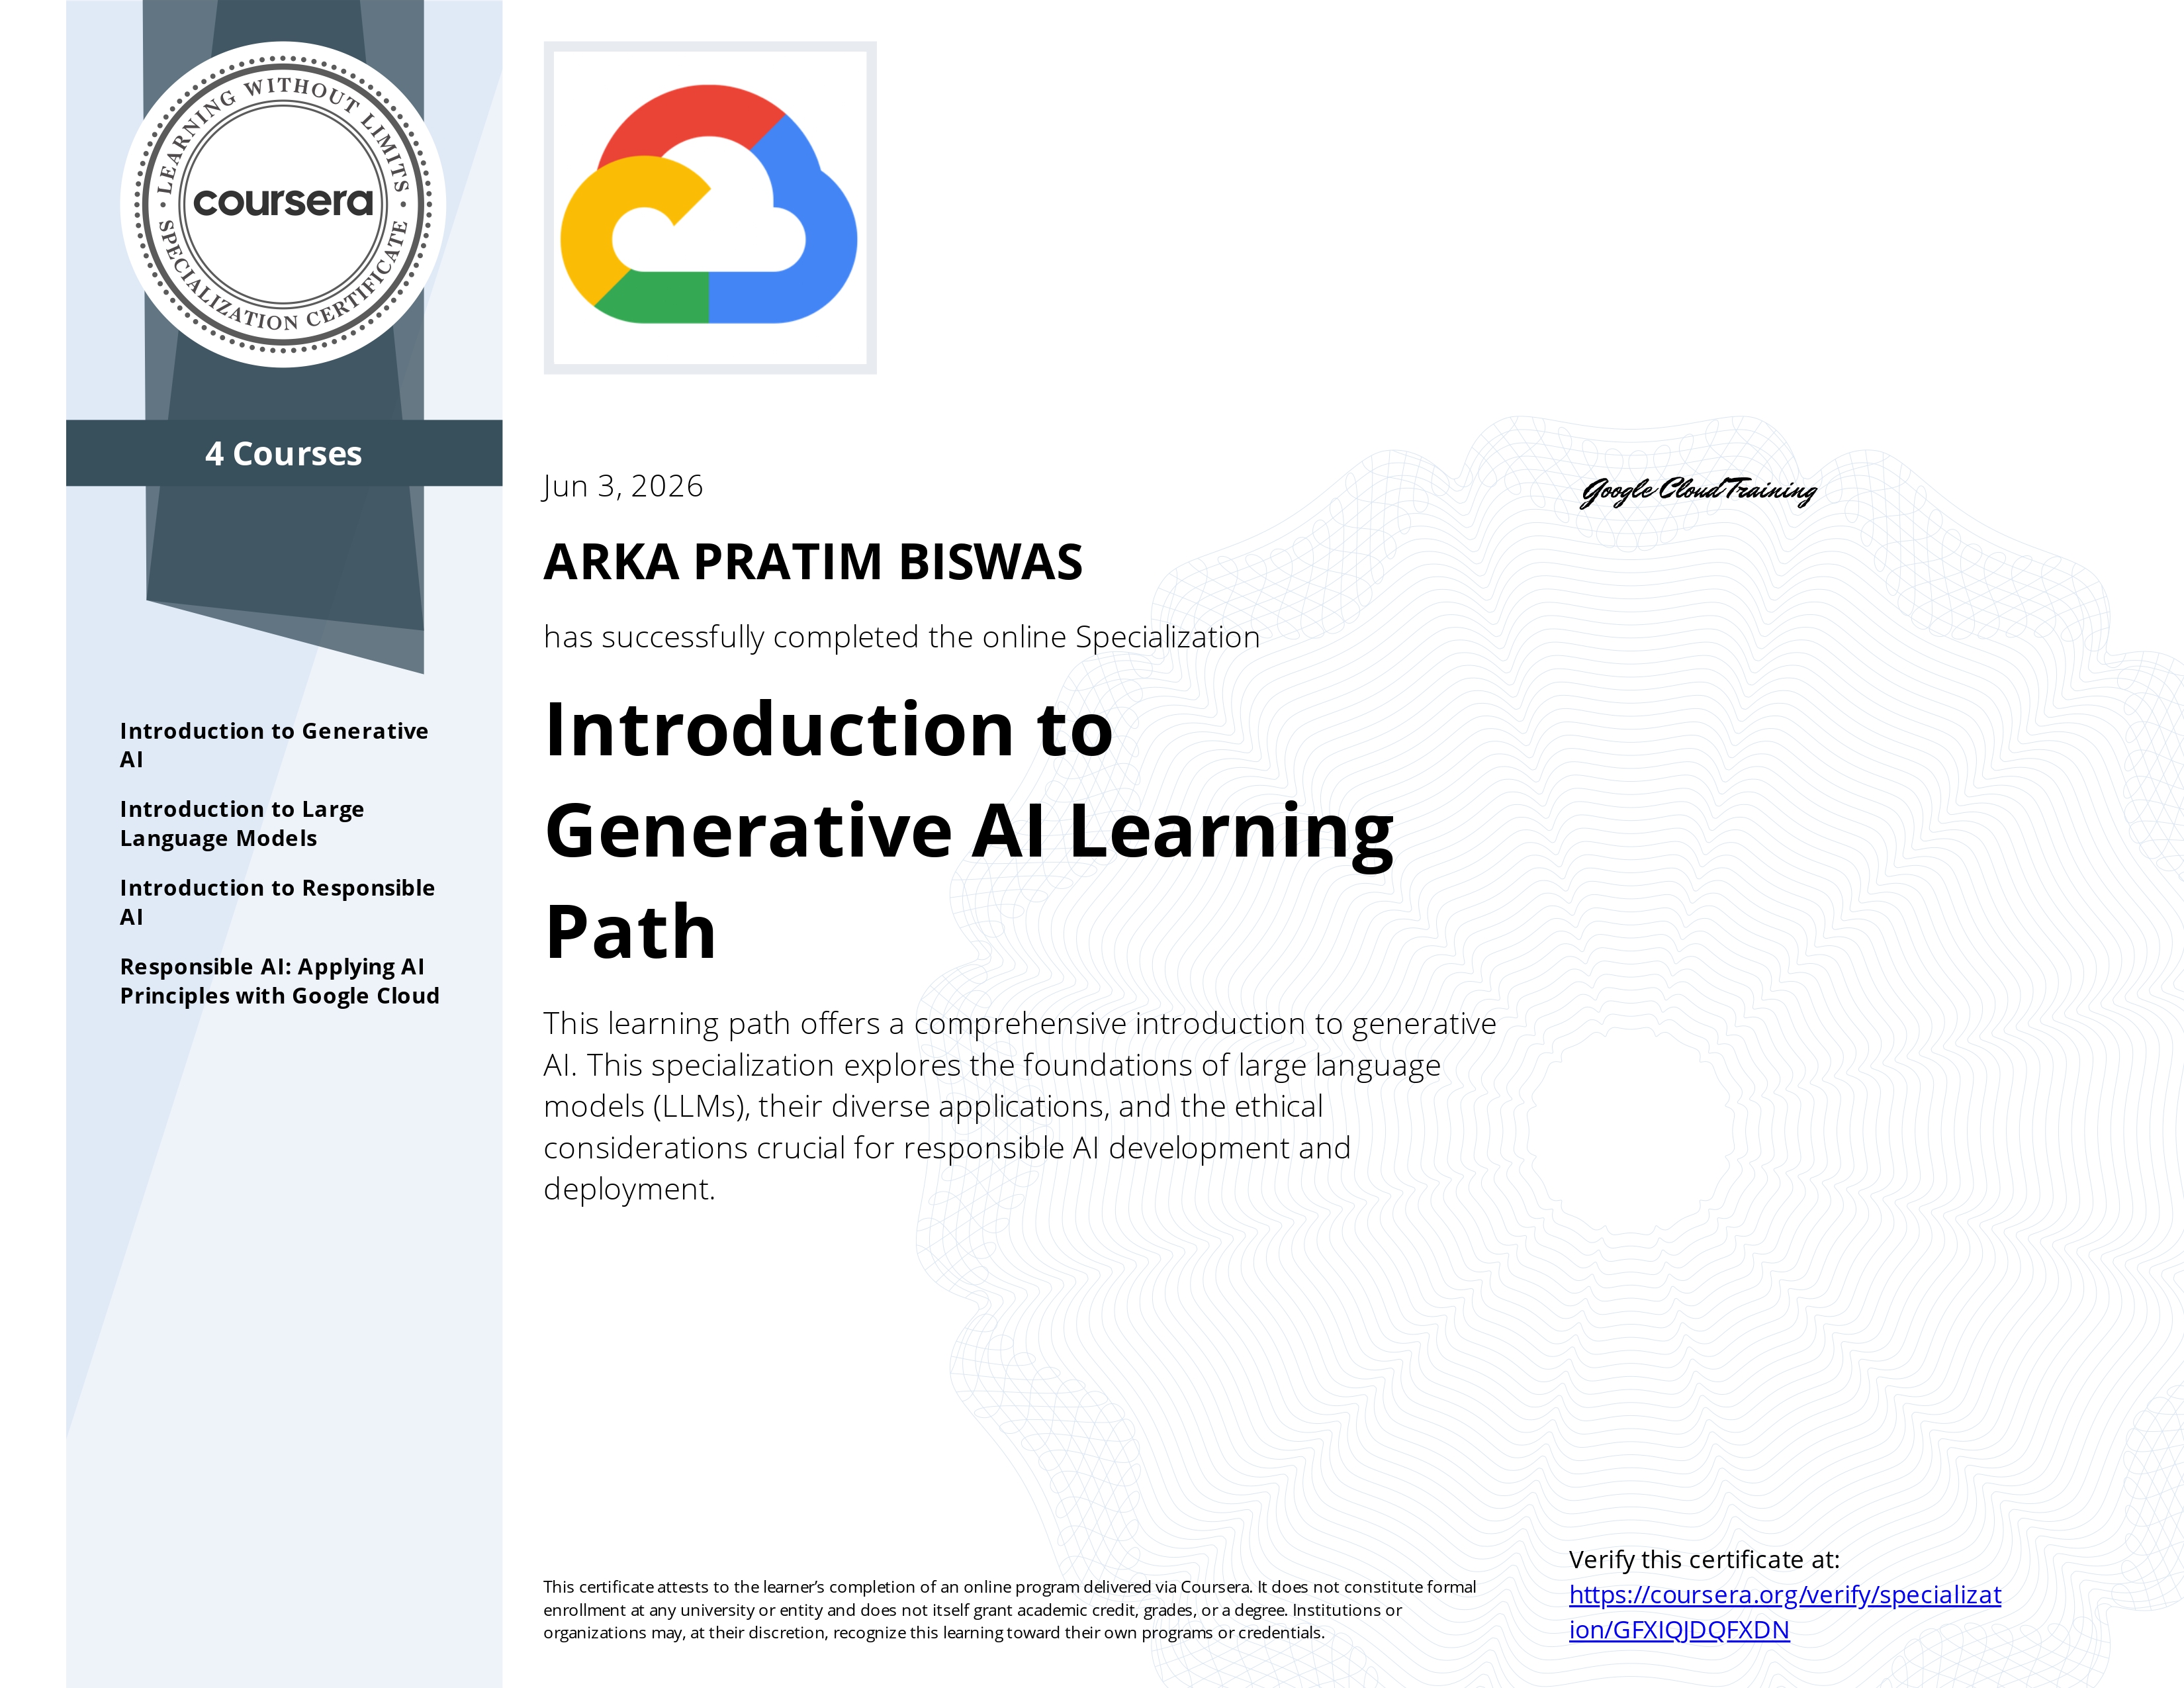 LEARNING WITHOUT LIMITS
coursera
SPECIALIZATION CERTIFICATE
4 Courses
Introduction to Generative
AI
Introduction to Large
Language Models
Introduction to Responsible
AI
Responsible AI: Applying AI
Principles with Google Cloud
Jun 3, 2026
Google Cloud Training
ARKA PRATIM BISWAS
has successfully completed the online Specialization
Introduction to
Generative AI Learning
Path
This learning path offers a comprehensive introduction to generative
AI. This specialization explores the foundations of large language
models (LLMs), their diverse applications, and the ethical
considerations crucial for responsible AI development and
deployment.
This certificate attests to the learner’s completion of an online program delivered via Coursera. It does not constitute formal
enrollment at any university or entity and does not itself grant academic credit, grades, or a degree. Institutions or
organizations may, at their discretion, recognize this learning toward their own programs or credentials.
Verify this certificate at:
https://coursera.org/verify/specializat
ion/GFXIQJDQFXDN